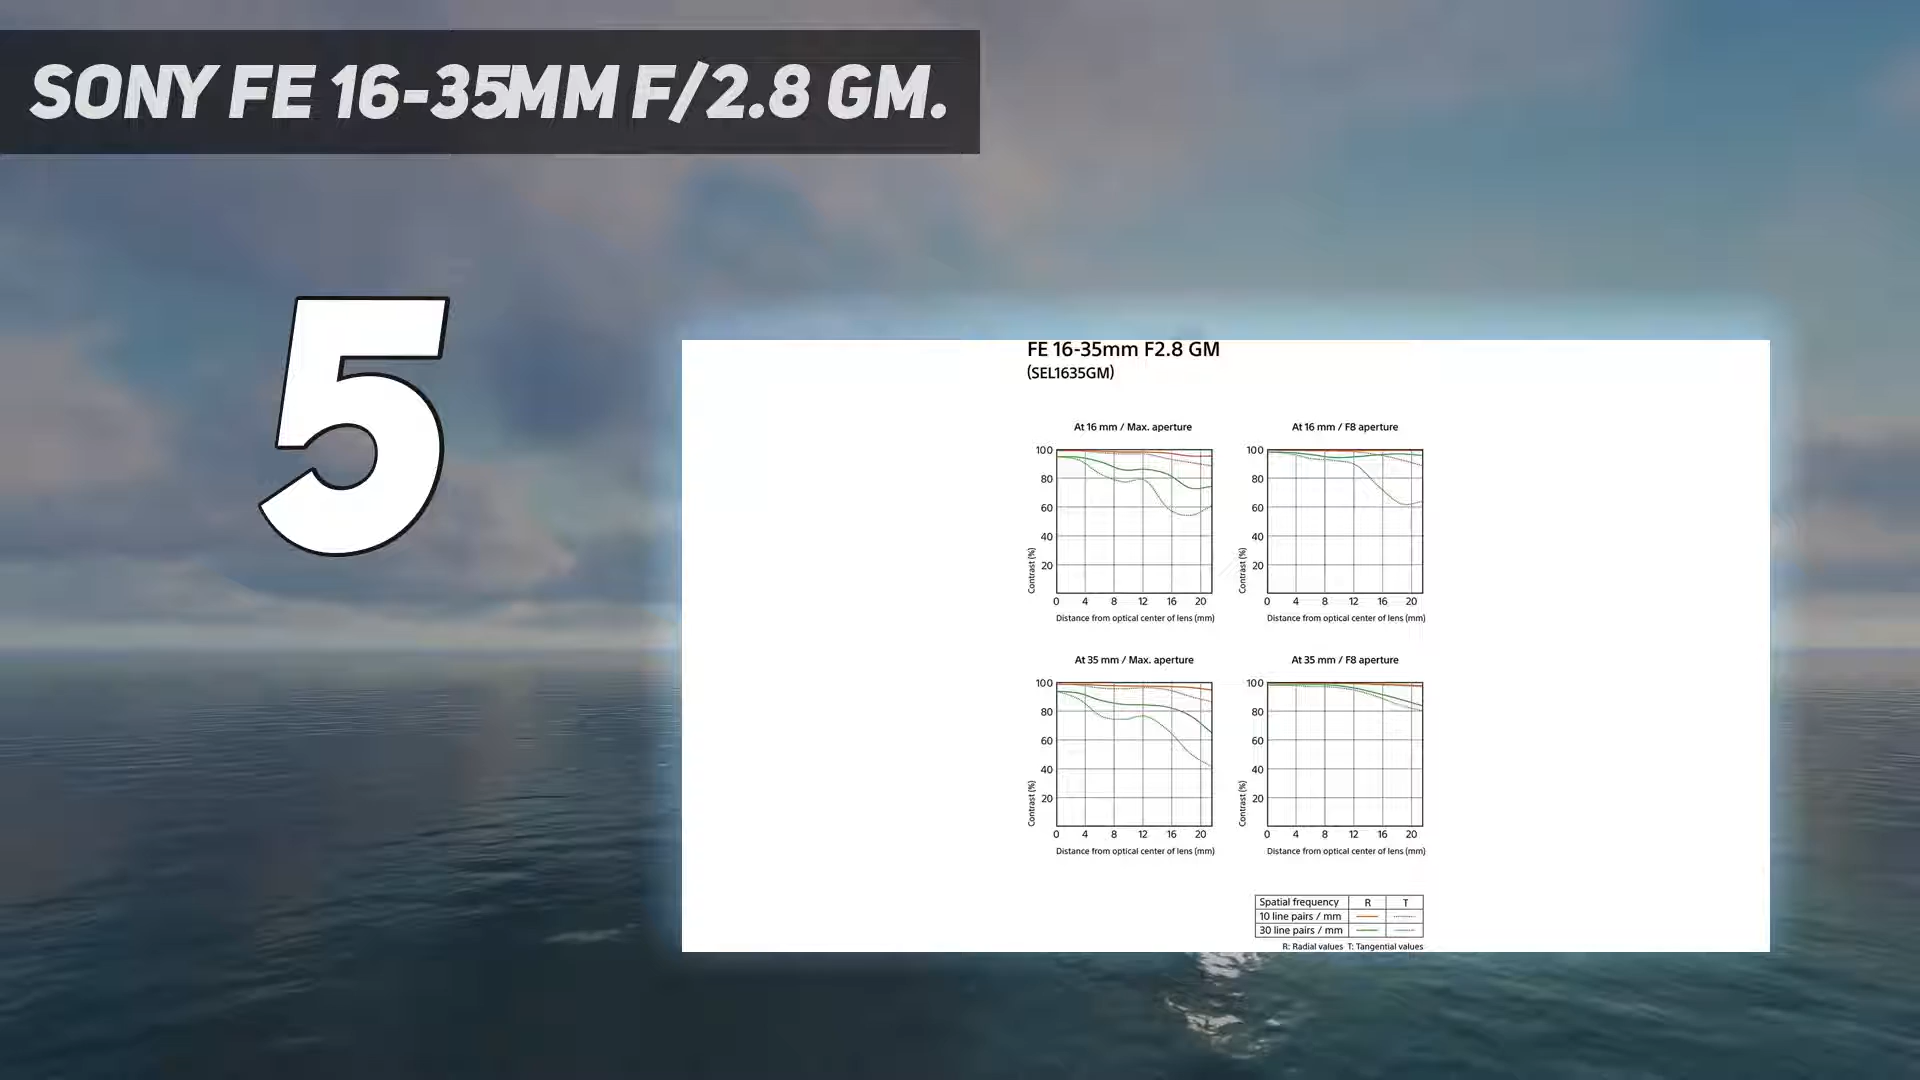 SONY FE 16-35MM F/2.8 GM.
5
FE 16-35mm F2.8 GM
(SEL1635GM)
At 16 mm / Max. aperture
100
80
60
40
20
Contrast (%)
0 4 8 12 16 20
Distance from optical center of lens (mm)
At 16 mm / F8 aperture
100
80
60
40
20
Contrast (%)
0 4 8 12 16 20
Distance from optical center of lens (mm)
At 35 mm / Max. aperture
100
80
60
40
20
Contrast (%)
0 4 8 12 16 20
Distance from optical center of lens (mm)
At 35 mm / F8 aperture
100
80
60
40
20
Contrast (%)
0 4 8 12 16 20
Distance from optical center of lens (mm)
Spatial frequency R T
10 line pairs / mm
30 line pairs / mm
R: Radial values T: Tangential values